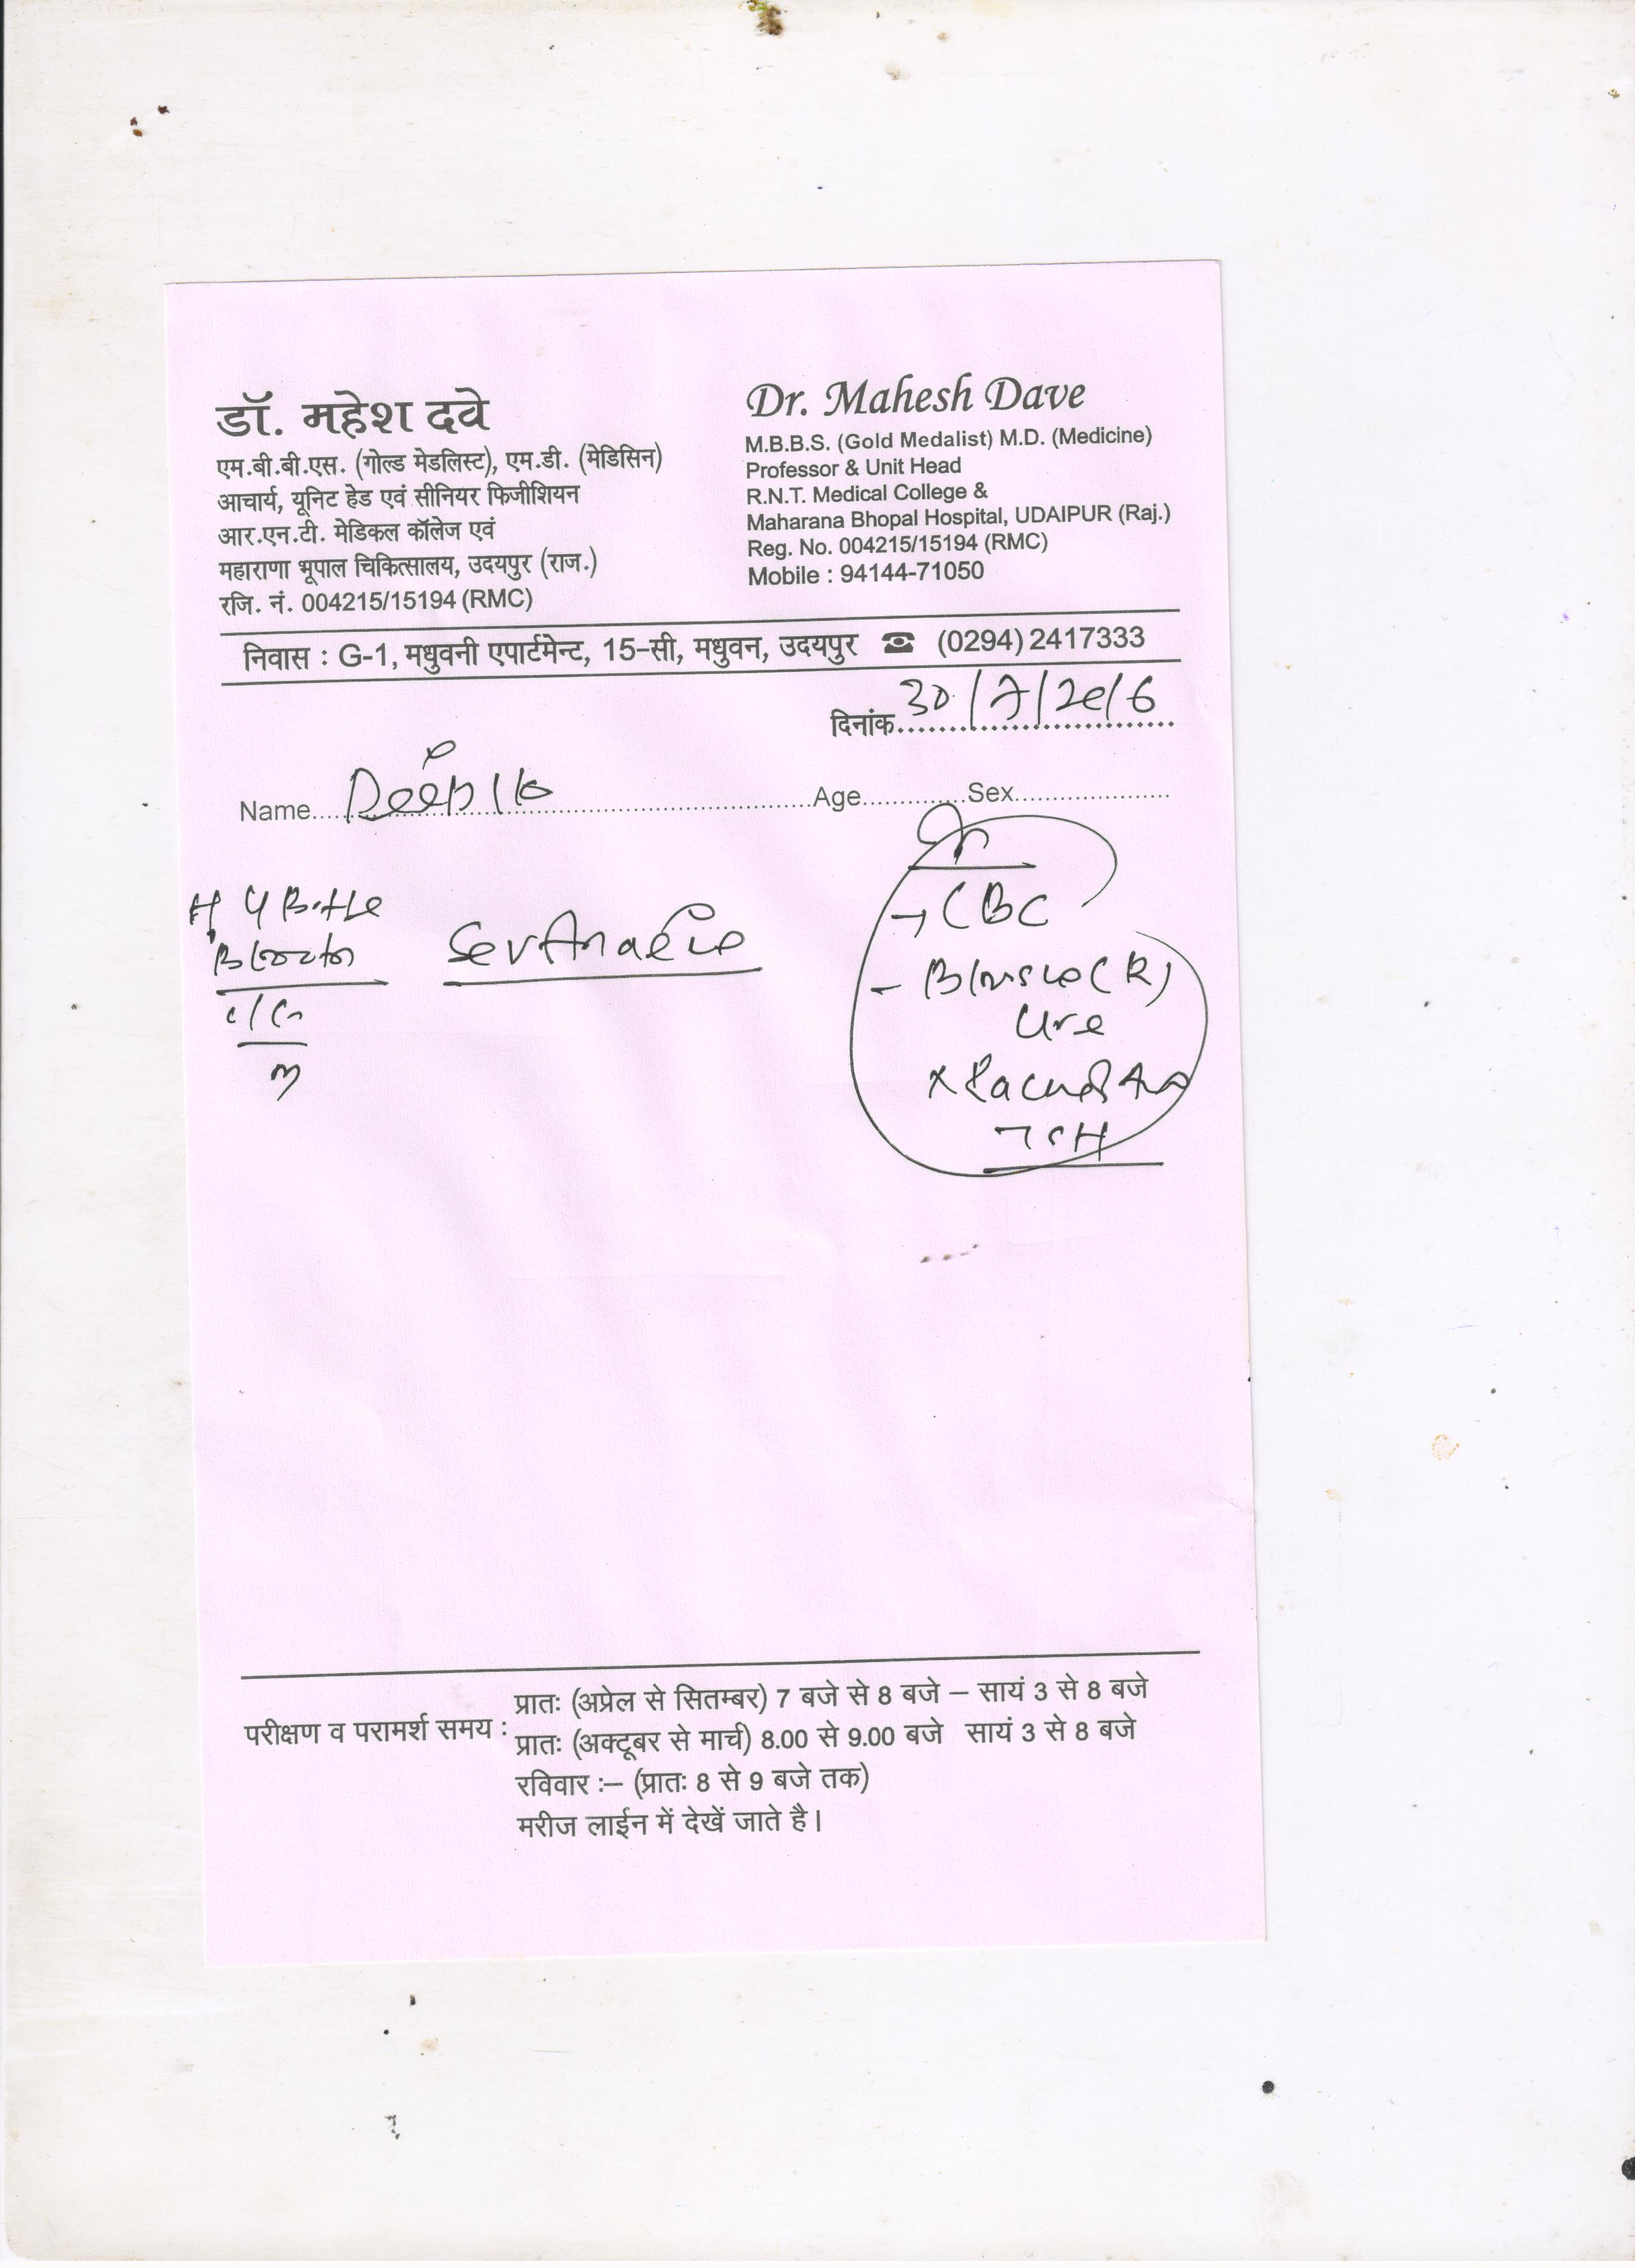 डॉ. महेश दवे
एम.बी.बी.एस. (गोल्ड मेडलिस्ट), एम.डी. (मेडिसिन)
आचार्य, यूनिट हेड एवं सीनियर फिजीशियन
आर.एन.टी. मेडिकल कॉलेज एवं
महाराणा भूपाल चिकित्सालय, उदयपुर (राज.)
रजि. नं. 004215/15194 (RMC)
Dr. Mahesh Dave
M.B.B.S. (Gold Medalist) M.D. (Medicine)
Professor & Unit Head
R.N.T. Medical College &
Maharana Bhopal Hospital, UDAIPUR (Raj.)
Reg. No. 004215/15194 (RMC)
Mobile : 94144-71050
निवास : G-1, मधुवनी एपार्टमेन्ट, 15-सी, मधुवन, उदयपुर ☎ (0294) 2417333
दिनांक 30/7/2016
Name Age Sex
CBC
TSH
परीक्षण व परामर्श समय :
प्रातः (अप्रेल से सितम्बर) 7 बजे से 8 बजे – सायं 3 से 8 बजे
प्रातः (अक्टूबर से मार्च) 8.00 से 9.00 बजे सायं 3 से 8 बजे
रविवार :– (प्रातः 8 से 9 बजे तक)
मरीज लाईन में देखें जाते है।